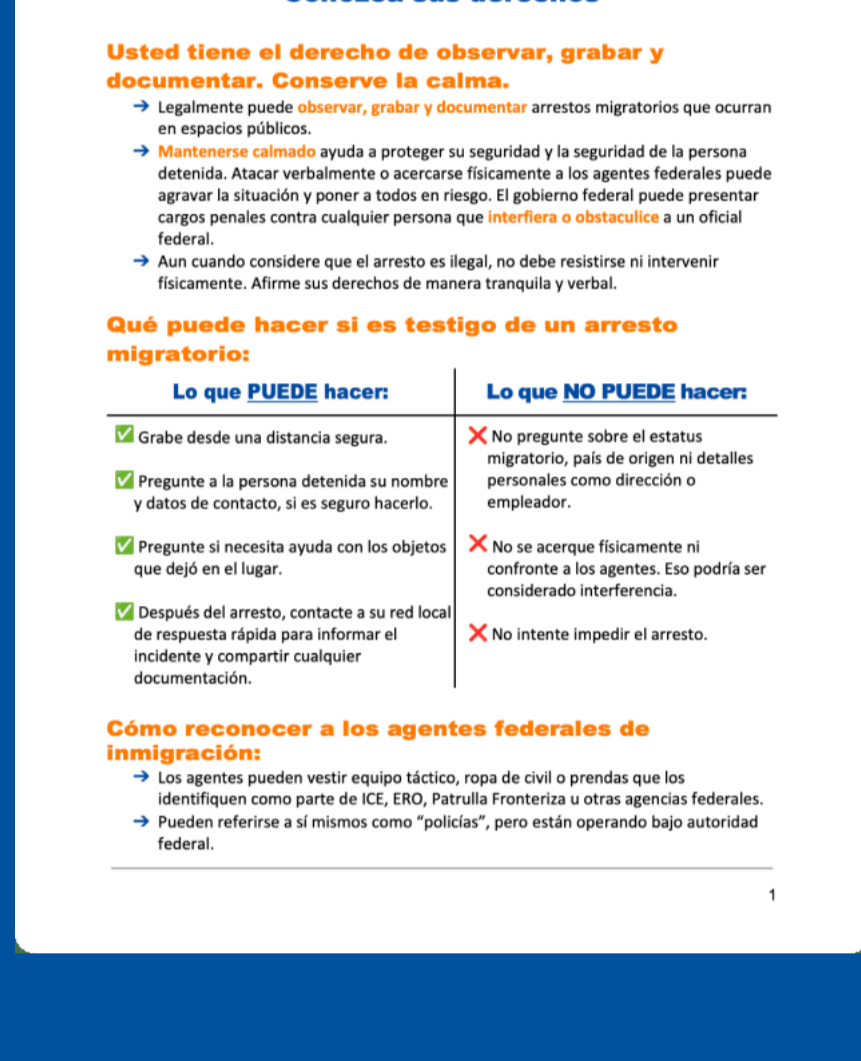 Usted tiene el derecho de observar, grabar y
documentar. Conserve la calma.
→ Legalmente puede observar, grabar y documentar arrestos migratorios que ocurran
en espacios públicos.
→ Mantenerse calmado ayuda a proteger su seguridad y la seguridad de la persona
detenida. Atacar verbalmente o acercarse físicamente a los agentes federales puede
agravar la situación y poner a todos en riesgo. El gobierno federal puede presentar
cargos penales contra cualquier persona que interfiera o obstaculice a un oficial
federal.
→ Aun cuando considere que el arresto es ilegal, no debe resistirse ni intervenir
físicamente. Afirme sus derechos de manera tranquila y verbal.
Qué puede hacer si es testigo de un arresto
migratorio:
Lo que PUEDE hacer:
✅ Grabe desde una distancia segura.
✅ Pregunte a la persona detenida su nombre
y datos de contacto, si es seguro hacerlo.
✅ Pregunte si necesita ayuda con los objetos
que dejó en el lugar.
✅ Después del arresto, contacte a su red local
de respuesta rápida para informar el
incidente y compartir cualquier
documentación.
Lo que NO PUEDE hacer:
❌ No pregunte sobre el estatus
migratorio, país de origen ni detalles
personales como dirección o
empleador.
❌ No se acerque físicamente ni
confronte a los agentes. Eso podría ser
considerado interferencia.
❌ No intente impedir el arresto.
Cómo reconocer a los agentes federales de
inmigración:
→ Los agentes pueden vestir equipo táctico, ropa de civil o prendas que los
identifiquen como parte de ICE, ERO, Patrulla Fronteriza u otras agencias federales.
→ Pueden referirse a sí mismos como “policías”, pero están operando bajo autoridad
federal.
1